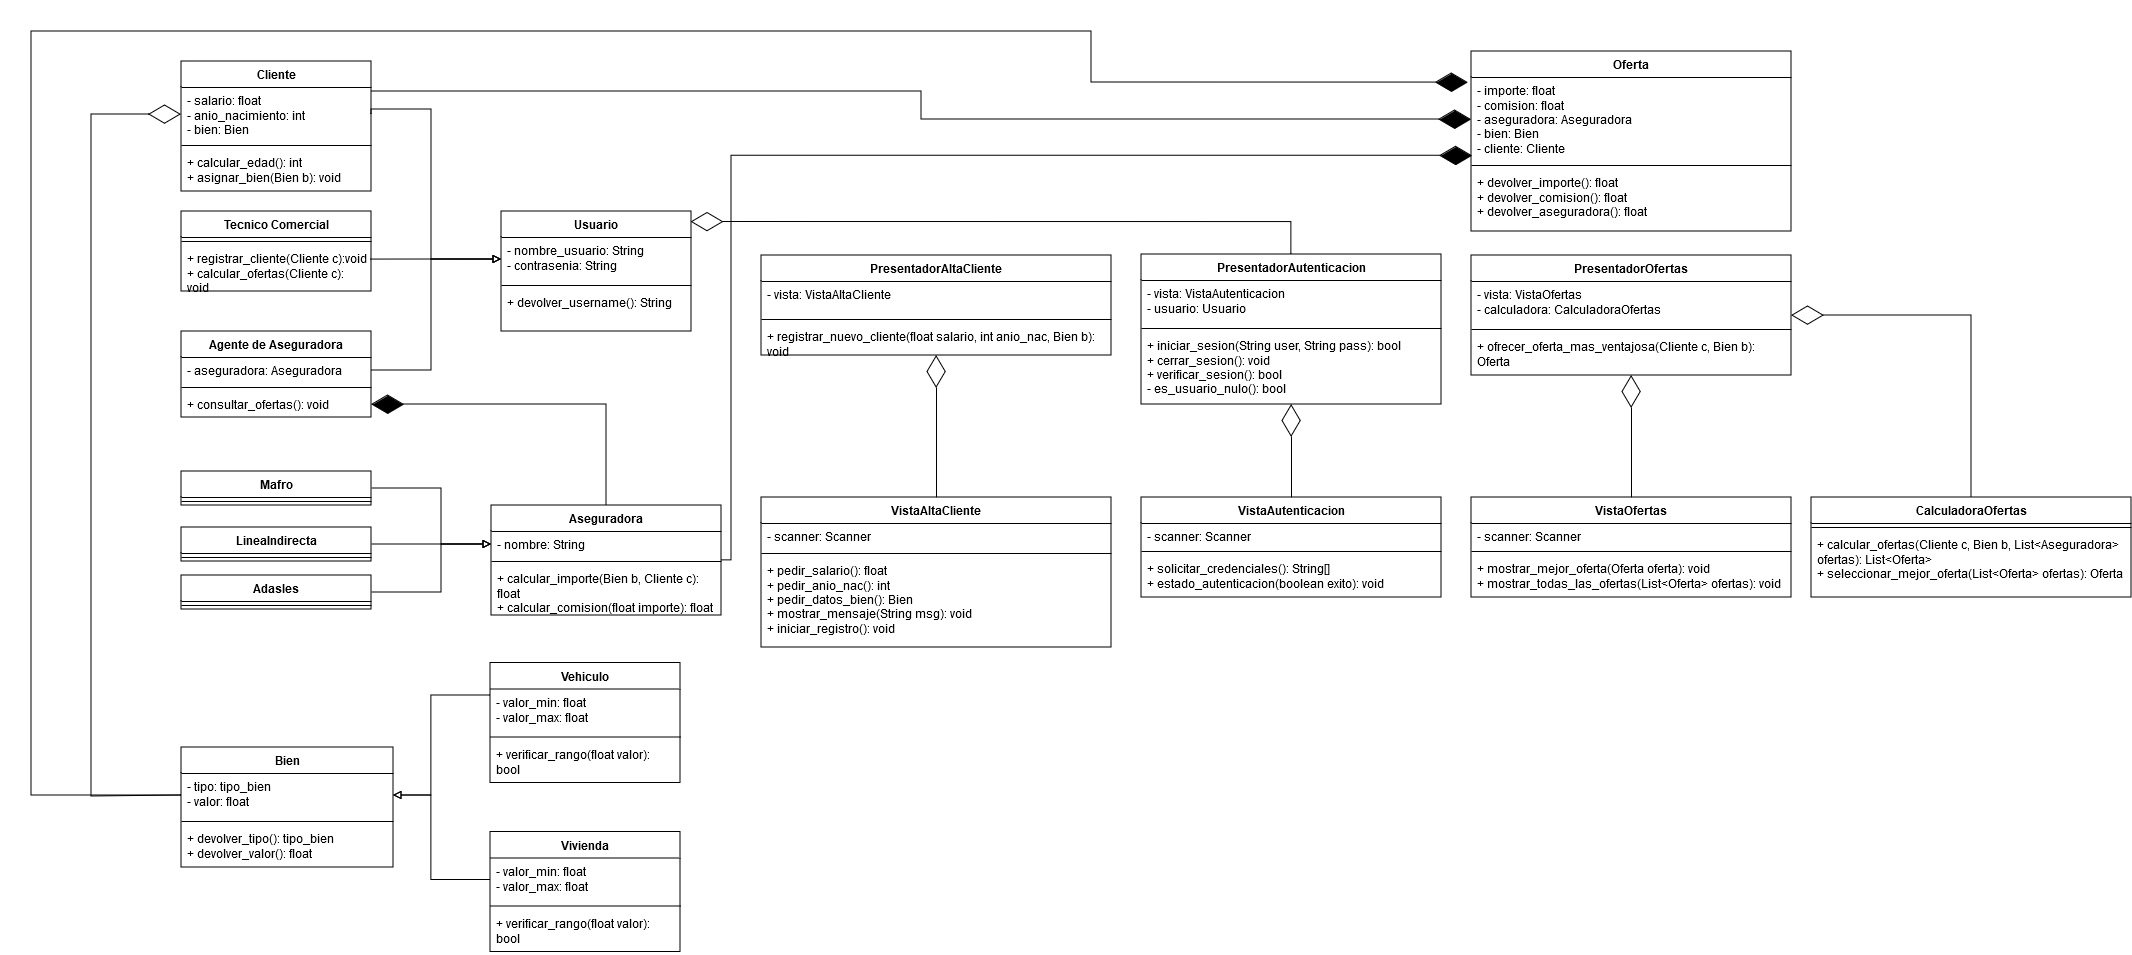 Cliente
- salario: float
- anio_nacimiento: int
- bien: Bien
+ calcular_edad(): int
+ asignar_bien(Bien b): void
Tecnico Comercial
+ registrar_cliente(Cliente c):void
+ calcular_ofertas(Cliente c):
void
Agente de Aseguradora
- aseguradora: Aseguradora
+ consultar_ofertas(): void
Mafro
LineaIndirecta
Adasles
Usuario
- nombre_usuario: String
- contrasenia: String
+ devolver_username(): String
Aseguradora
- nombre: String
+ calcular_importe(Bien b, Cliente c):
float
+ calcular_comision(float importe): float
Bien
- tipo: tipo_bien
- valor: float
+ devolver_tipo(): tipo_bien
+ devolver_valor(): float
Vehiculo
- valor_min: float
- valor_max: float
+ verificar_rango(float valor):
bool
Vivienda
- valor_min: float
- valor_max: float
+ verificar_rango(float valor):
bool
Oferta
- importe: float
- comision: float
- aseguradora: Aseguradora
- bien: Bien
- cliente: Cliente
+ devolver_importe(): float
+ devolver_comision(): float
+ devolver_aseguradora(): float
PresentadorAltaCliente
- vista: VistaAltaCliente
+ registrar_nuevo_cliente(float salario, int anio_nac, Bien b):
void
PresentadorAutenticacion
- vista: VistaAutenticacion
- usuario: Usuario
+ iniciar_sesion(String user, String pass): bool
+ cerrar_sesion(): void
+ verificar_sesion(): bool
- es_usuario_nulo(): bool
PresentadorOfertas
- vista: VistaOfertas
- calculadora: CalculadoraOfertas
+ ofrecer_oferta_mas_ventajosa(Cliente c, Bien b):
Oferta
VistaAltaCliente
- scanner: Scanner
+ pedir_salario(): float
+ pedir_anio_nac(): int
+ pedir_datos_bien(): Bien
+ mostrar_mensaje(String msg): void
+ iniciar_registro(): void
VistaAutenticacion
- scanner: Scanner
+ solicitar_credenciales(): String[]
+ estado_autenticacion(boolean exito): void
VistaOfertas
- scanner: Scanner
+ mostrar_mejor_oferta(Oferta oferta): void
+ mostrar_todas_las_ofertas(List<Oferta> ofertas): void
CalculadoraOfertas
+ calcular_ofertas(Cliente c, Bien b, List<Aseguradora>
ofertas): List<Oferta>
+ seleccionar_mejor_oferta(List<Oferta> ofertas): Oferta